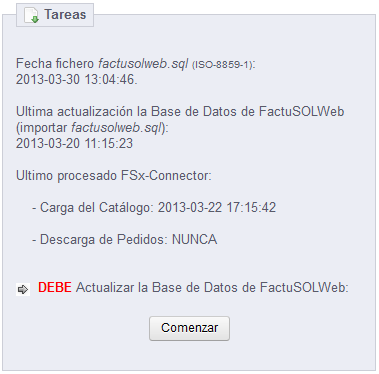 Tareas
Fecha fichero factusolweb.sql (ISO-8859-1):
2013-03-30 13:04:46.
Ultima actualización la Base de Datos de FactuSOLWeb
(importar factusolweb.sql):
2013-03-20 11:15:23
Ultimo procesado FSx-Connector:
- Carga del Catálogo: 2013-03-22 17:15:42
- Descarga de Pedidos: NUNCA
DEBE Actualizar la Base de Datos de FactuSOLWeb:
Comenzar